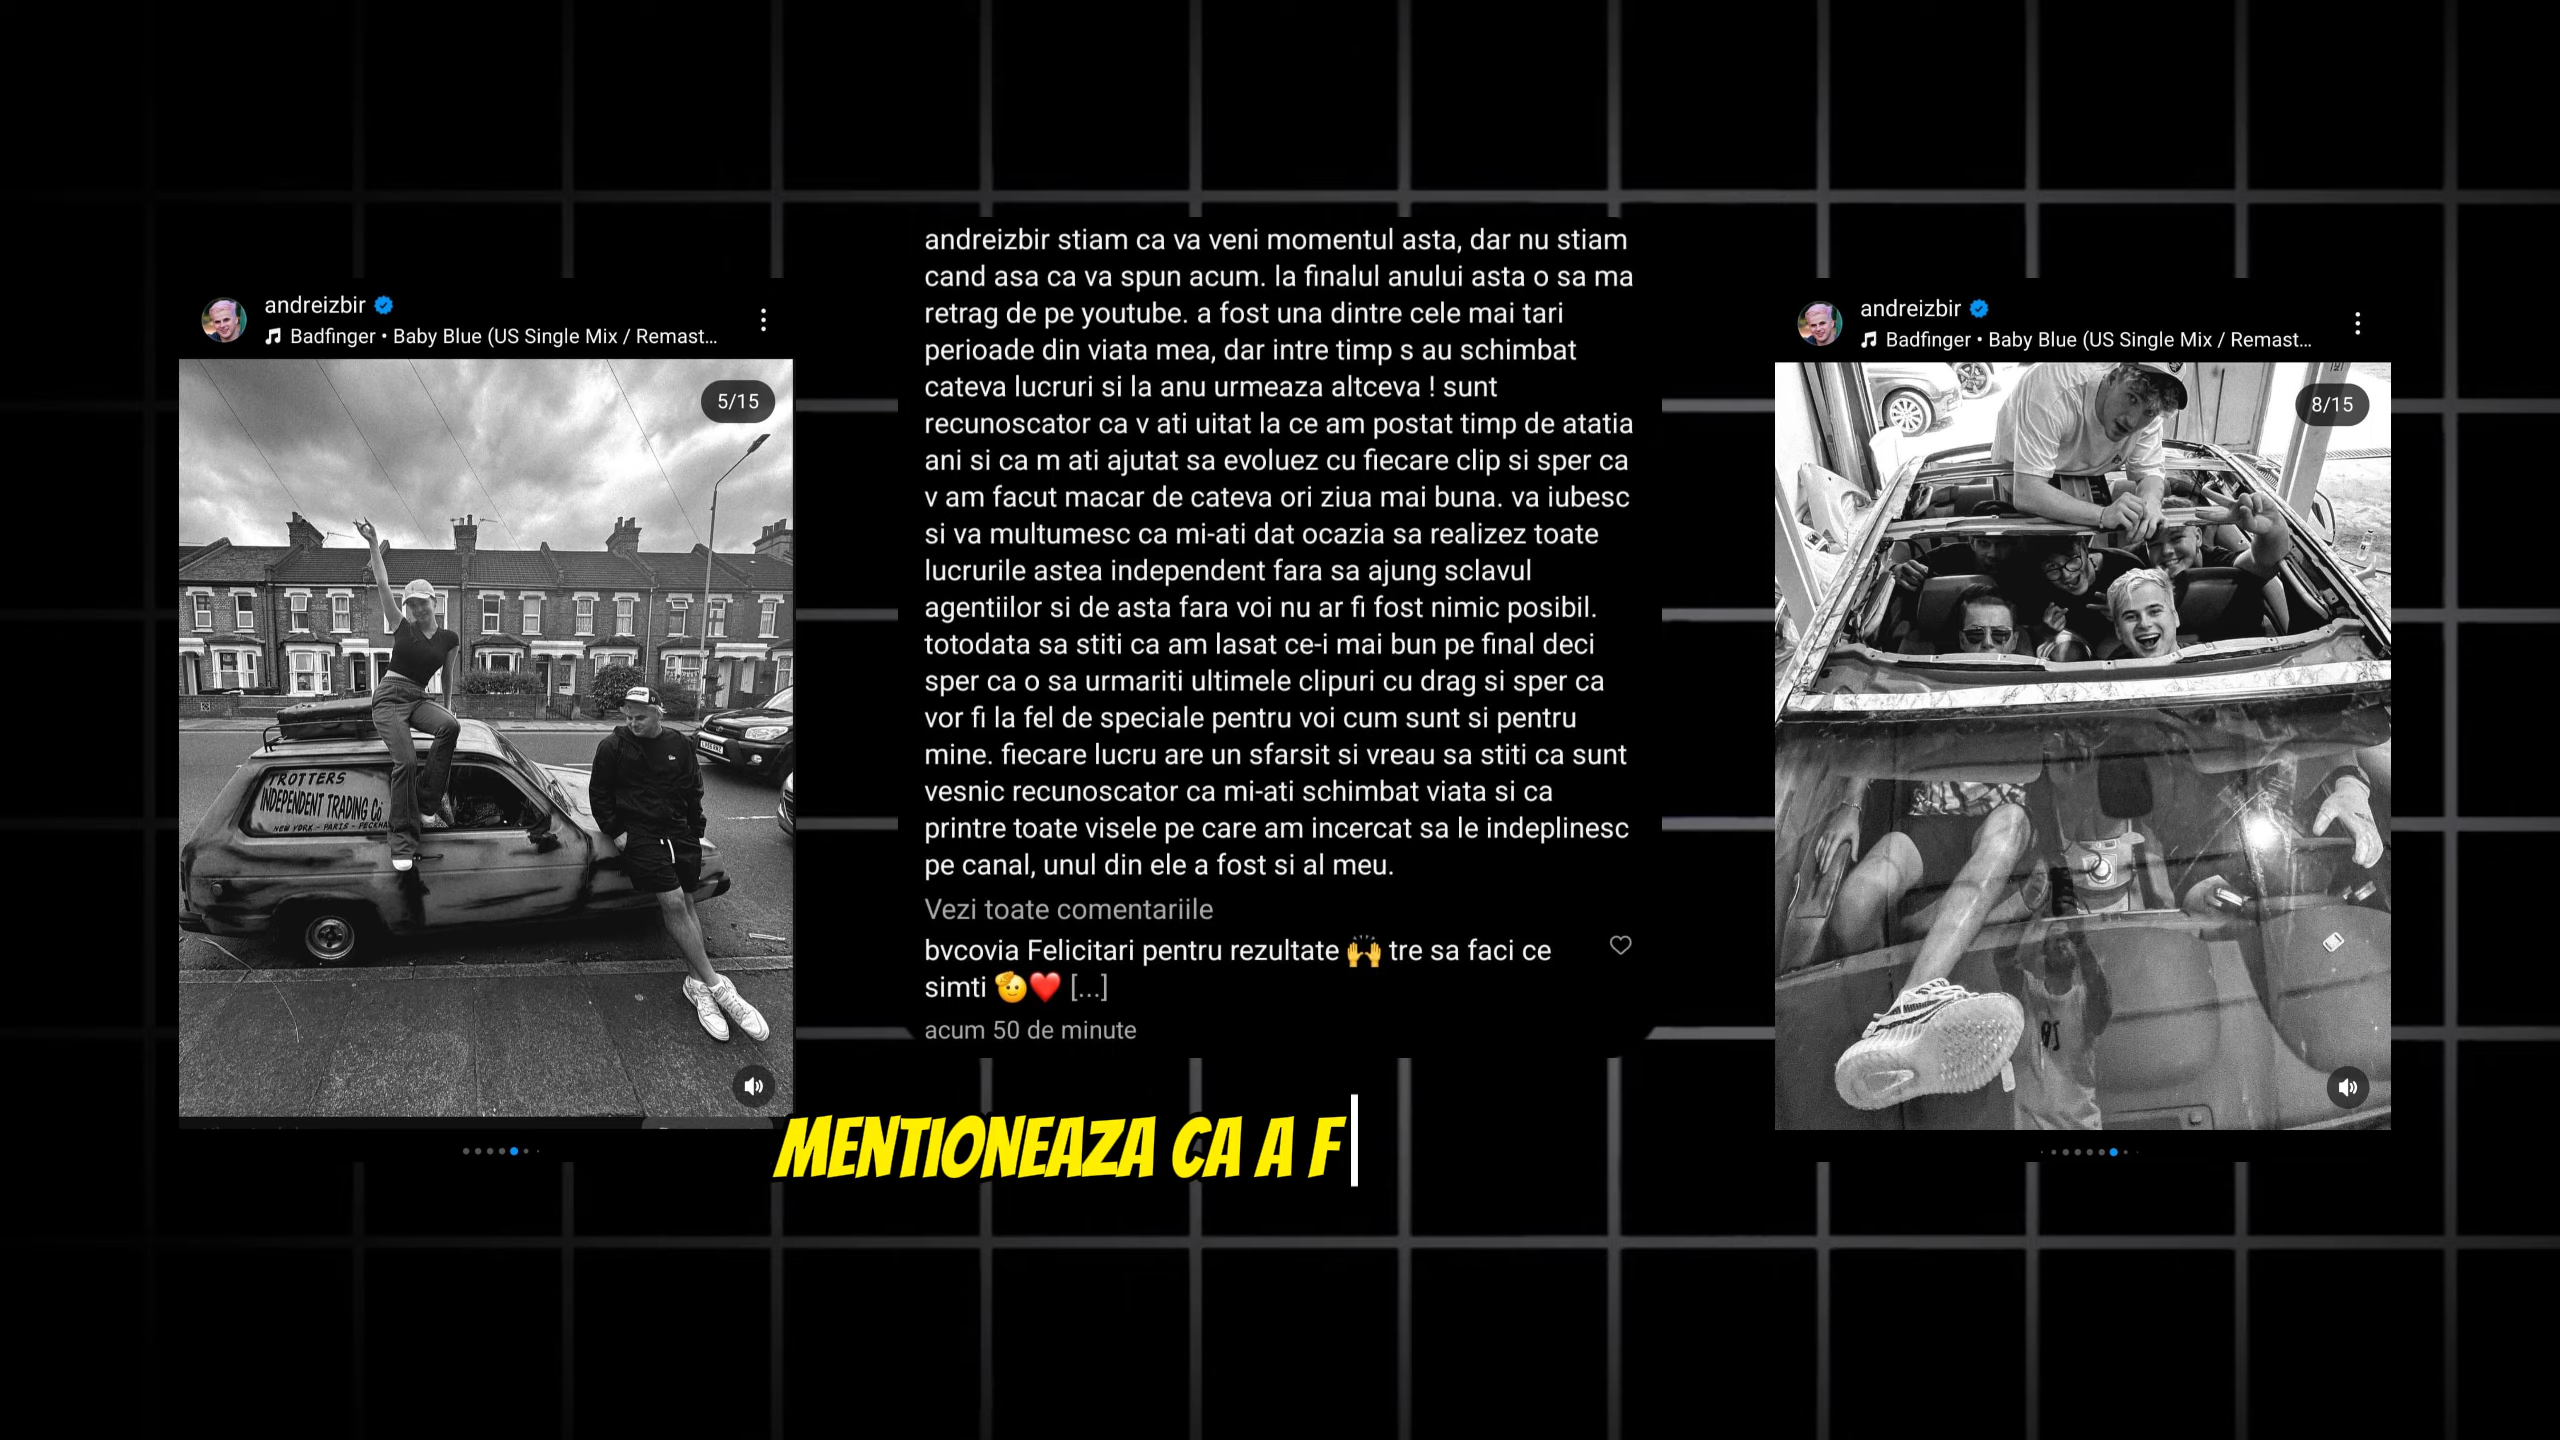 andreizbir
Badfinger • Baby Blue (US Single Mix / Remast...
5/15
TROTTERS
INDEPENDENT TRADING Co
NEW YORK - PARIS - PECKHA
andreizbir stiam ca va veni momentul asta, dar nu stiam
cand asa ca va spun acum. la finalul anului asta o sa ma
retrag de pe youtube. a fost una dintre cele mai tari
perioade din viata mea, dar intre timp s au schimbat
cateva lucruri si la anu urmeaza altceva ! sunt
recunoscator ca v ati uitat la ce am postat timp de atatia
ani si ca m ati ajutat sa evoluez cu fiecare clip si sper ca
v am facut macar de cateva ori ziua mai buna. va iubesc
si va multumesc ca mi-ati dat ocazia sa realizez toate
lucrurile astea independent fara sa ajung sclavul
agentiilor si de asta fara voi nu ar fi fost nimic posibil.
totodata sa stiti ca am lasat ce-i mai bun pe final deci
sper ca o sa urmariti ultimele clipuri cu drag si sper ca
vor fi la fel de speciale pentru voi cum sunt si pentru
mine. fiecare lucru are un sfarsit si vreau sa stiti ca sunt
vesnic recunoscator ca mi-ati schimbat viata si ca
printre toate visele pe care am incercat sa le indeplinesc
pe canal, unul din ele a fost si al meu.
Vezi toate comentariile
bvcovia Felicitari pentru rezultate 🙌 tre sa faci ce
simti 🫡❤️ [...]
acum 50 de minute
andreizbir
Badfinger • Baby Blue (US Single Mix / Remast...
8/15
MENTIONEAZA CA A F